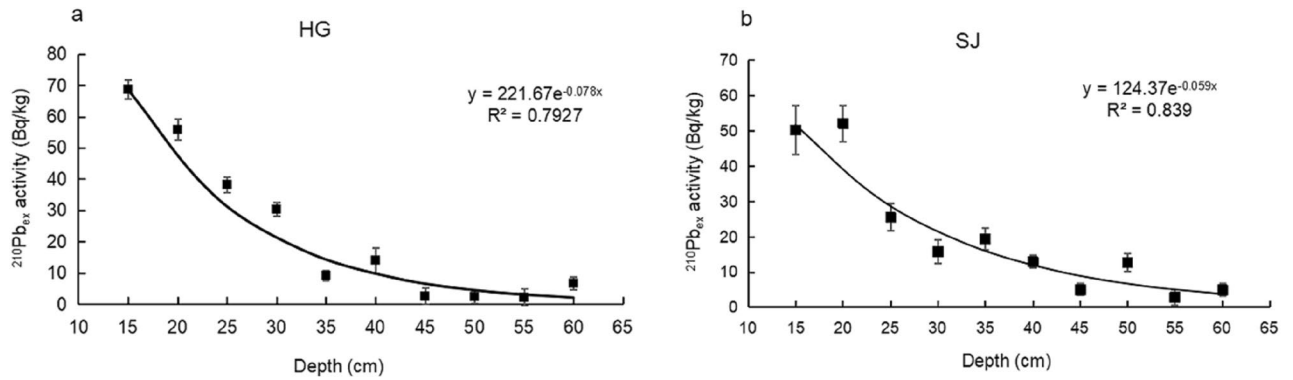 a
HG
80
70
60
50
40
30
20
10
0
10 15 20 25 30 35 40 45 50 55 60 65
²¹⁰Pbₑₓ activity (Bq/kg)
Depth (cm)
y = 221.67e⁻⁰·⁰⁷⁸ˣ
R² = 0.7927
b
SJ
70
60
50
40
30
20
10
0
10 15 20 25 30 35 40 45 50 55 60 65
²¹⁰Pbₑₓ activity (Bq/kg)
Depth (cm)
y = 124.37e⁻⁰·⁰⁵⁹ˣ
R² = 0.839